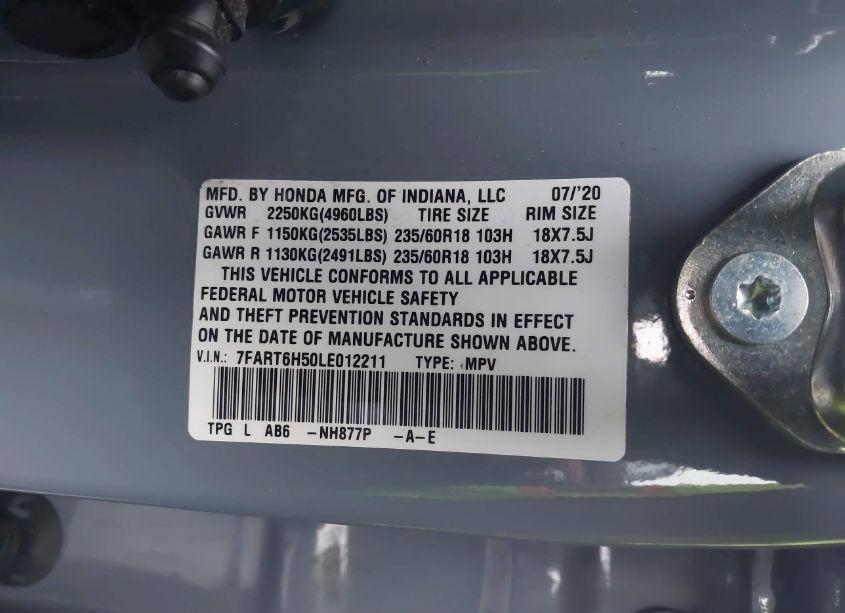 MFD. BY HONDA MFG. OF INDIANA, LLC 07/'20
GVWR 2250KG(4960LBS) TIRE SIZE RIM SIZE
GAWR F 1150KG(2535LBS) 235/60R18 103H 18X7.5J
GAWR R 1130KG(2491LBS) 235/60R18 103H 18X7.5J
THIS VEHICLE CONFORMS TO ALL APPLICABLE
FEDERAL MOTOR VEHICLE SAFETY
AND THEFT PREVENTION STANDARDS IN EFFECT
ON THE DATE OF MANUFACTURE SHOWN ABOVE.
V.I.N.: 7FART6H50LE012211 TYPE: MPV
TPG L AB6 -NH877P -A-E